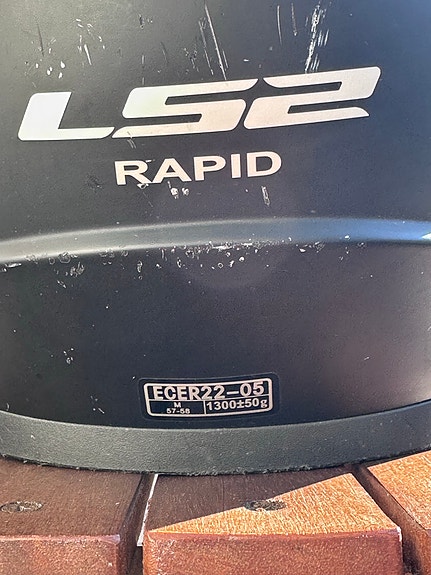 LS2
RAPID
ECER22-05
M
57-58
1300±50g